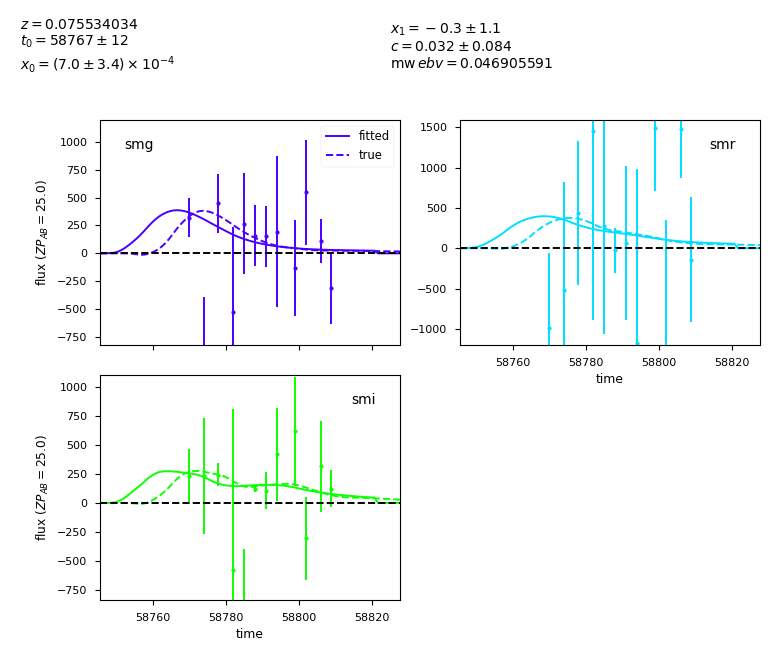 z = 0.075534034
t₀ = 58767 ± 12
x₀ = (7.0 ± 3.4) × 10⁻⁴
x₁ = −0.3 ± 1.1
c = 0.032 ± 0.084
mw ebv = 0.046905591
smg
fitted
true
1000
750
500
250
0
−250
−500
−750
flux (ZP_AB = 25.0)
smr
1500
1000
500
0
−500
−1000
58760 58780 58800 58820
time
smi
1000
750
500
250
0
−250
−500
−750
flux (ZP_AB = 25.0)
58760 58780 58800 58820
time